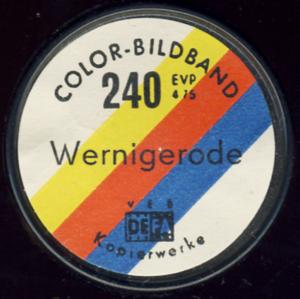 COLOR-BILDBAND
240 EVP 4,75
Wernigerode
VEB
DEFA
Kopierwerke